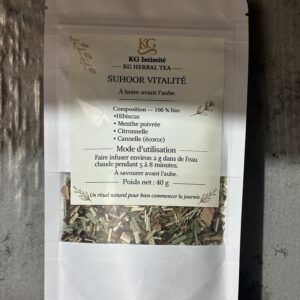 KG
KG Intimité
KG HERBAL TEA
SUHOOR VITALITÉ
À boire avant l'aube
Composition — 100 % bio:
•Hibiscus
• Menthe poivrée
• Citronnelle
• Cannelle (écorce)
Mode d'utilisation
Faire infuser environ 2 g dans de l'eau
chaude pendant 5 à 8 minutes.
À savourer avant l'aube.
Poids net : 40 g
Un rituel naturel pour bien commencer la journée